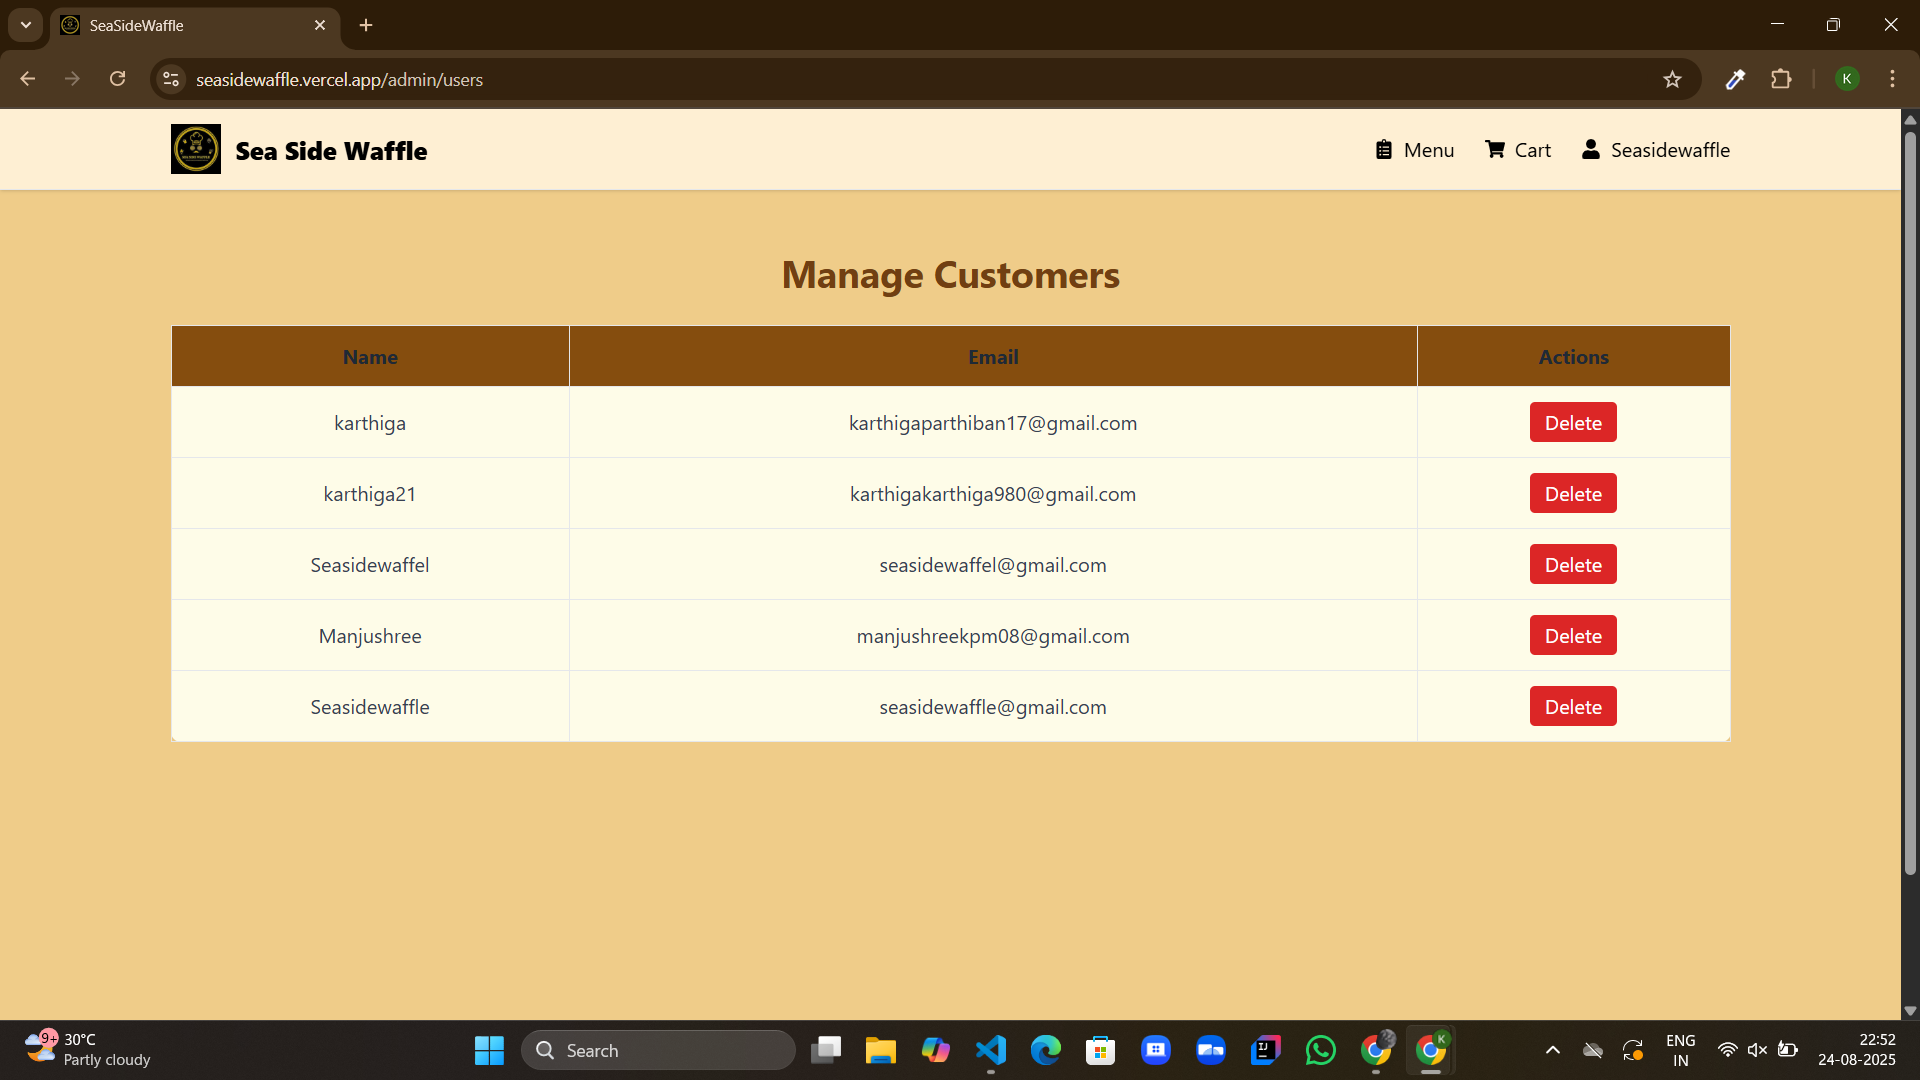 SeaSideWaffle
seasidewaffle.vercel.app/admin/users
K
Sea Side Waffle
Menu
Cart
Seasidewaffle
Manage Customers
Name Email Actions
karthiga karthigaparthiban17@gmail.com Delete
karthiga21 karthigakarthiga980@gmail.com Delete
Seasidewaffel seasidewaffel@gmail.com Delete
Manjushree manjushreekpm08@gmail.com Delete
Seasidewaffle seasidewaffle@gmail.com Delete
9+
30°C
Partly cloudy
Search
IJ
K
ENG
IN
22:52
24-08-2025